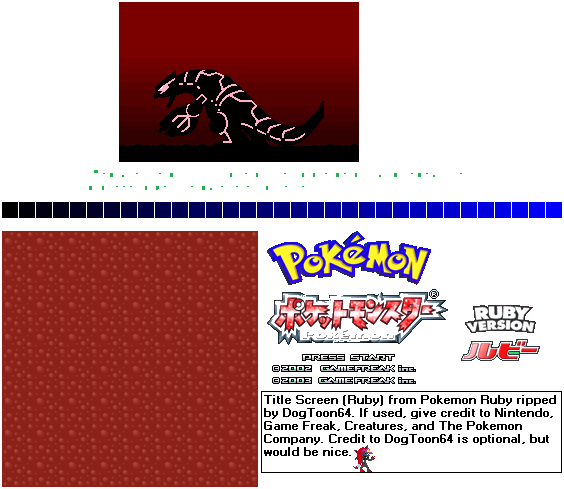 POKéMON
ポケットモンスター®
POKéMON
RUBY
VERSION
ルビー
PRESS START
©2002 GAMEFREAK inc.
©2003 GAMEFREAK inc.
Title Screen (Ruby) from Pokemon Ruby ripped
by DogToon64. If used, give credit to Nintendo,
Game Freak, Creatures, and The Pokemon
Company. Credit to DogToon64 is optional, but
would be nice.